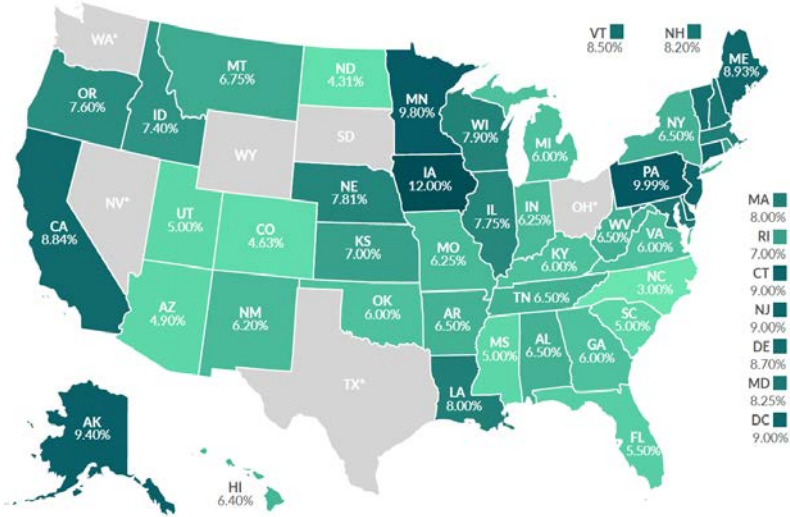 WA*
MT
6.75%
ND
4.31%
MN
9.80%
VT
8.50%
NH
8.20%
ME
8.93%
OR
7.60%
ID
7.40%
WY
SD
WI
7.90%
MI
6.00%
NY
6.50%
NV*
UT
5.00%
CO
4.63%
NE
7.81%
IA
12.00%
IL
7.75%
IN
6.25%
OH*
PA
9.99%
CA
8.84%
KS
7.00%
MO
6.25%
KY
6.00%
WV
6.50%
VA
6.00%
AZ
4.90%
NM
6.20%
OK
6.00%
AR
6.50%
TN 6.50%
NC
3.00%
SC
5.00%
TX*
LA
8.00%
MS
5.00%
AL
6.50%
GA
6.00%
FL
5.50%
AK
9.40%
HI
6.40%
MA
8.00%
RI
7.00%
CT
9.00%
NJ
9.00%
DE
8.70%
MD
8.25%
DC
9.00%